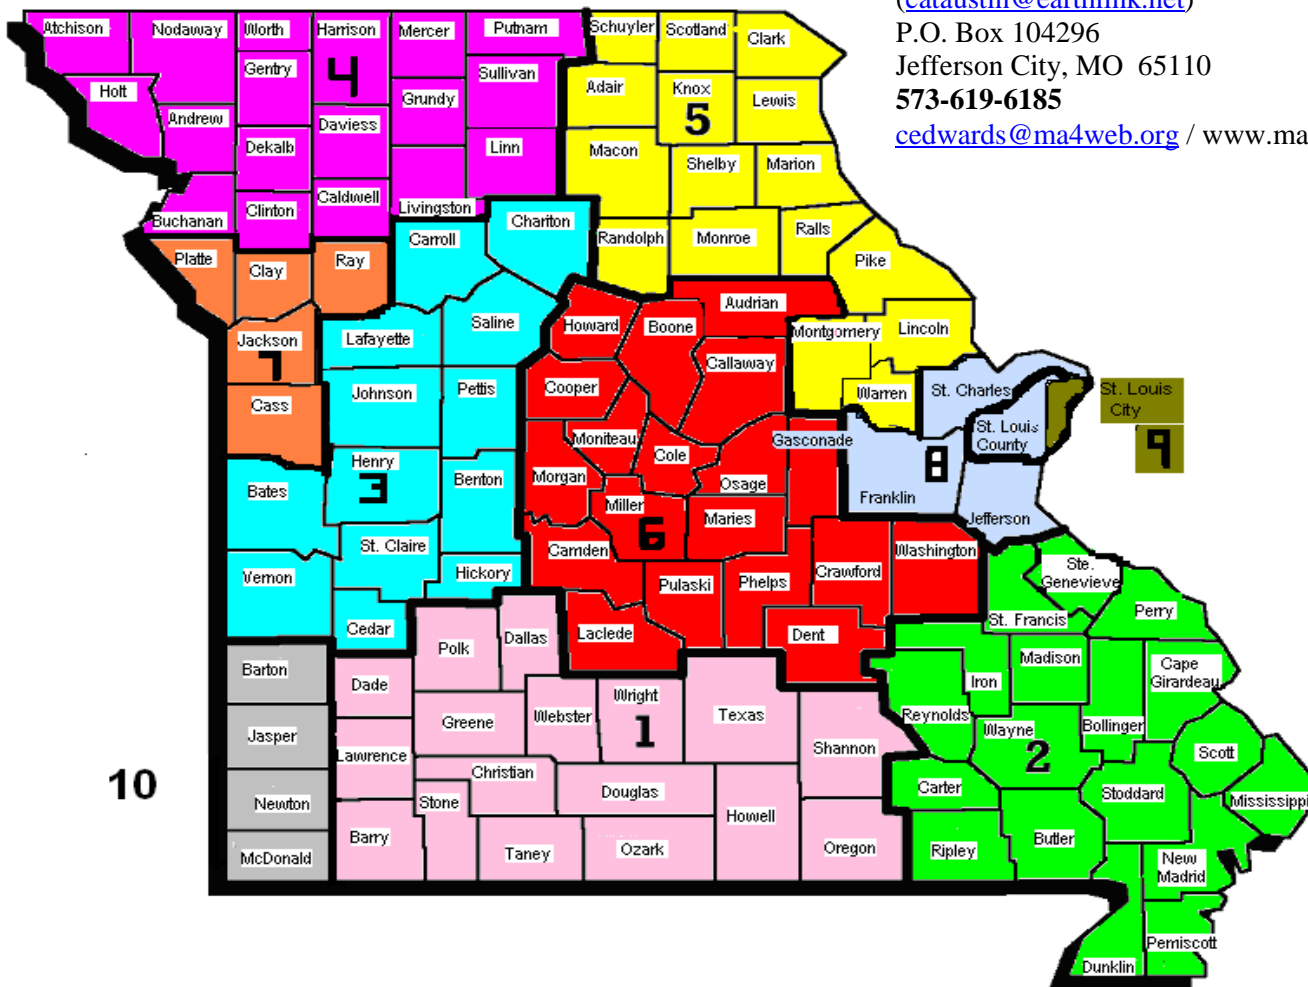 (cataustin@earthlink.net)
P.O. Box 104296
Jefferson City, MO 65110
573-619-6185
cedwards@ma4web.org / www.ma
Atchison
Nodaway
Worth
Harrison
Mercer
Putnam
Schuyler
Scotland
Clark
Gentry
4
Sullivan
Holt
Adair
Knox
Lewis
Grundy
5
Andrew
Daviess
Dekalb
Linn
Macon
Shelby
Marion
Caldwell
Buchanan
Clinton
Livingston
Chariton
Carroll
Randolph
Monroe
Ralls
Platte
Clay
Ray
Pike
Audrian
Saline
Howard
Boone
Montgomery
Lincoln
Jackson
7
Lafayette
Callaway
Cooper
Johnson
Pettis
Warren
St. Charles
St. Louis
City
9
Cass
St. Louis
County
Moniteau
Gasconade
Cole
Henry
3
8
Bates
Benton
Morgan
Osage
Franklin
Miller
Maries
Jefferson
6
St. Claire
Camden
Washington
Vernon
Hickory
Pulaski
Phelps
Crawford
Ste.
Genevieve
Perry
Cedar
Laclede
Dent
St. Francis
Polk
Dallas
Madison
Barton
Dade
Iron
Cape
Girardeau
Wright
1
Texas
Greene
Webster
Reynolds
Wayne
2
Bollinger
Jasper
Lawrence
Shannon
Scott
Christian
10
Douglas
Carter
Stoddard
Newton
Stone
Howell
Mississippi
Barry
Butler
McDonald
Taney
Ozark
Oregon
Ripley
New
Madrid
Pemiscott
Dunklin